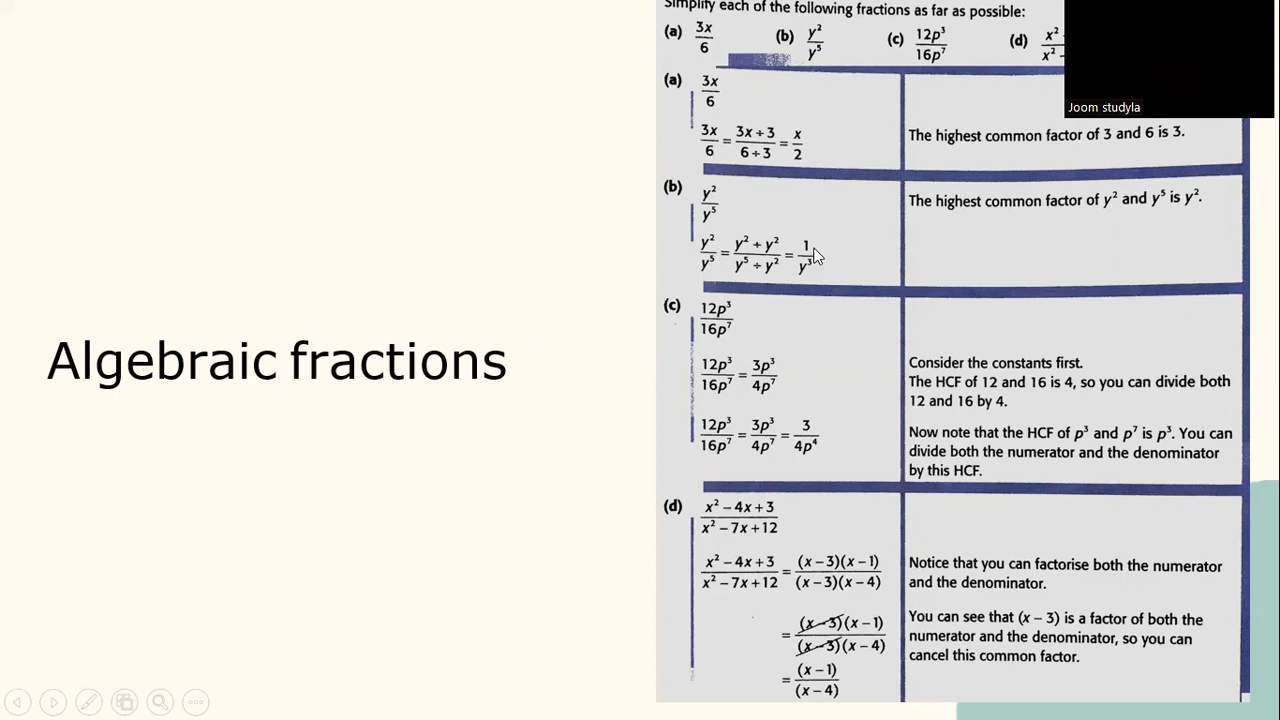 Algebraic fractions
Simplify each of the following fractions as far as possible:
(a) 3x/6 (b) y²/y⁵ (c) 12p³/16p⁷ (d) x²
x² –
Joom studyla
(a) 3x/6
3x/6 = 3x ÷ 3/6 ÷ 3 = x/2 The highest common factor of 3 and 6 is 3.
(b) y²/y⁵ The highest common factor of y² and y⁵ is y².
y²/y⁵ = y² ÷ y²/y⁵ ÷ y² = 1/y³
(c) 12p³/16p⁷
12p³/16p⁷ = 3p³/4p⁷
Consider the constants first.
The HCF of 12 and 16 is 4, so you can divide both
12 and 16 by 4.
12p³/16p⁷ = 3p³/4p⁷ = 3/4p⁴
Now note that the HCF of p³ and p⁷ is p³. You can
divide both the numerator and the denominator
by this HCF.
(d) x² – 4x + 3/x² – 7x + 12
x² – 4x + 3/x² – 7x + 12 = (x – 3)(x – 1)/(x – 3)(x – 4)
Notice that you can factorise both the numerator
and the denominator.
= (x – 3)(x – 1)/(x – 3)(x – 4)
You can see that (x – 3) is a factor of both the
numerator and the denominator, so you can
cancel this common factor.
= (x – 1)/(x – 4)